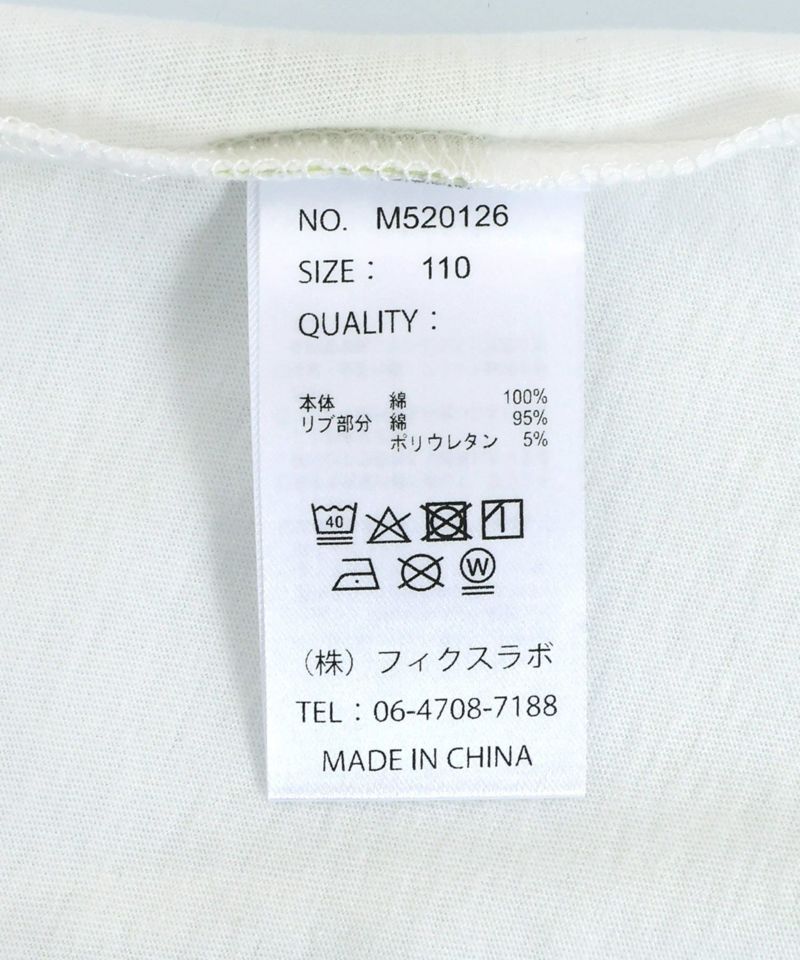 NO. M520126
SIZE： 110
QUALITY：
本体 綿 100%
リブ部分 綿 95%
ポリウレタン 5%
40
W
（株）フィクスラボ
TEL：06-4708-7188
MADE IN CHINA